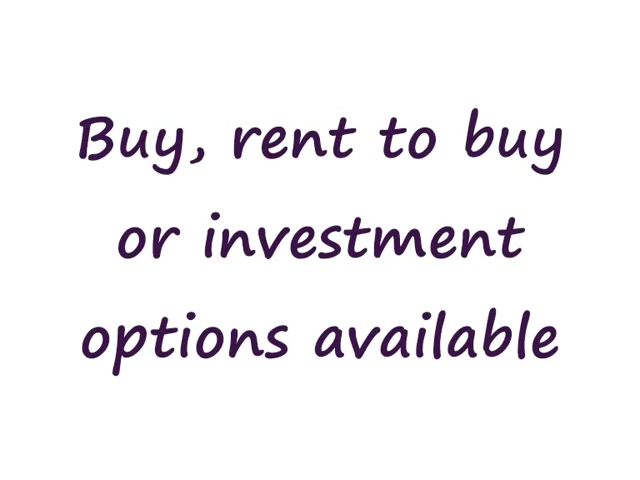 Buy, rent to buy
or investment
options available